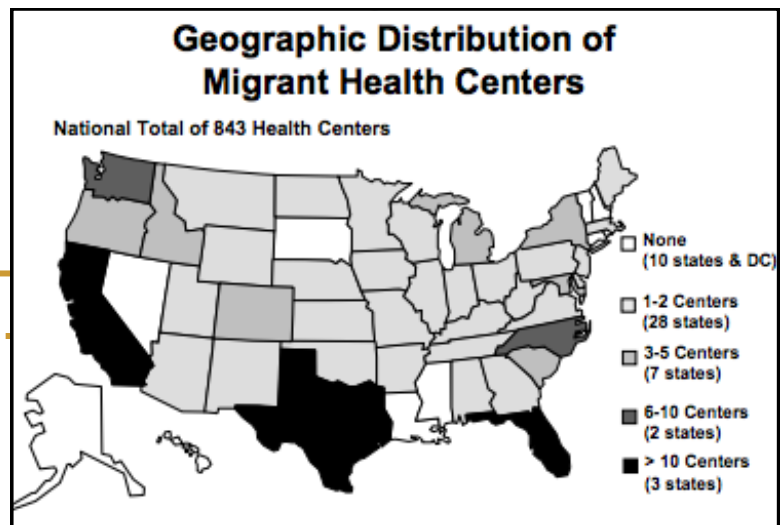 Geographic Distribution of
Migrant Health Centers
National Total of 843 Health Centers
None
(10 states & DC)
1-2 Centers
(28 states)
3-5 Centers
(7 states)
6-10 Centers
(2 states)
> 10 Centers
(3 states)